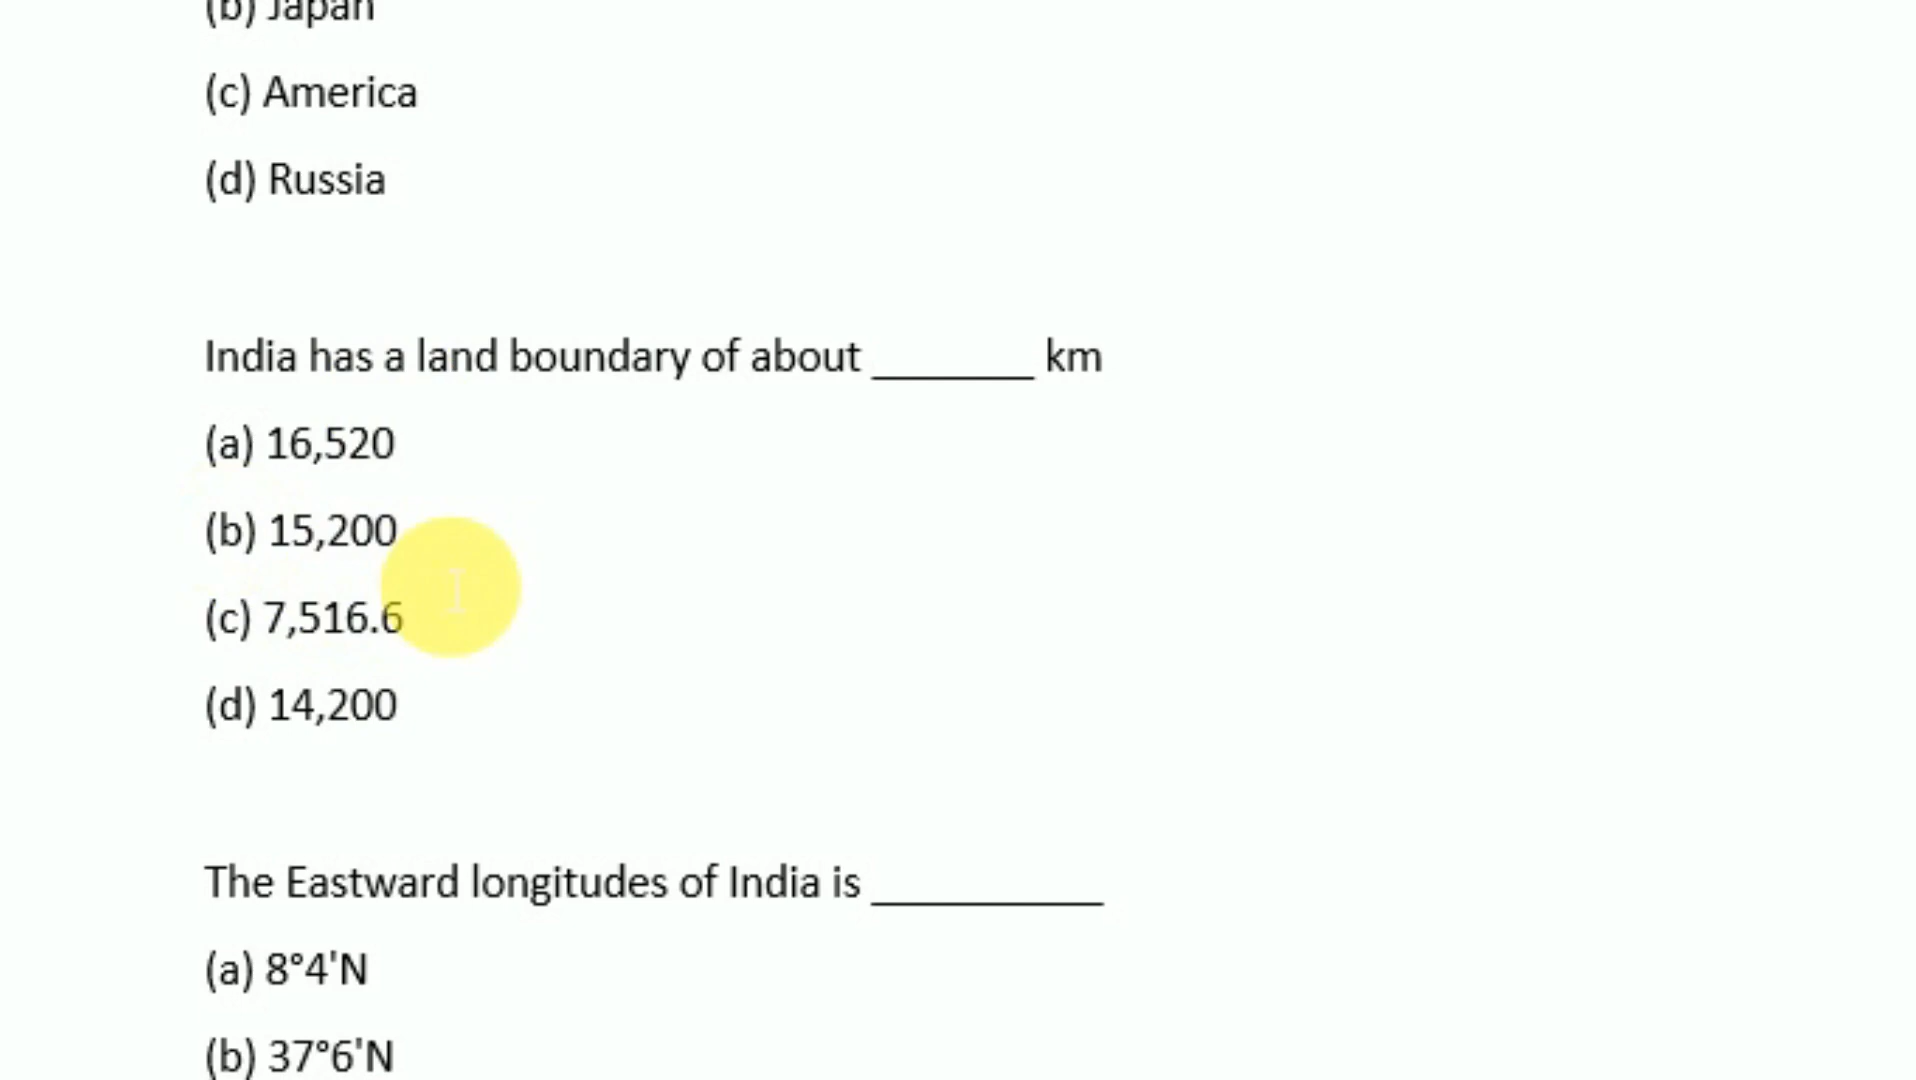 (b) Japan
(c) America
(d) Russia
India has a land boundary of about _______ km
(a) 16,520
(b) 15,200
(c) 7,516.6
(d) 14,200
The Eastward longitudes of India is __________
(a) 8°4'N
(b) 37°6'N